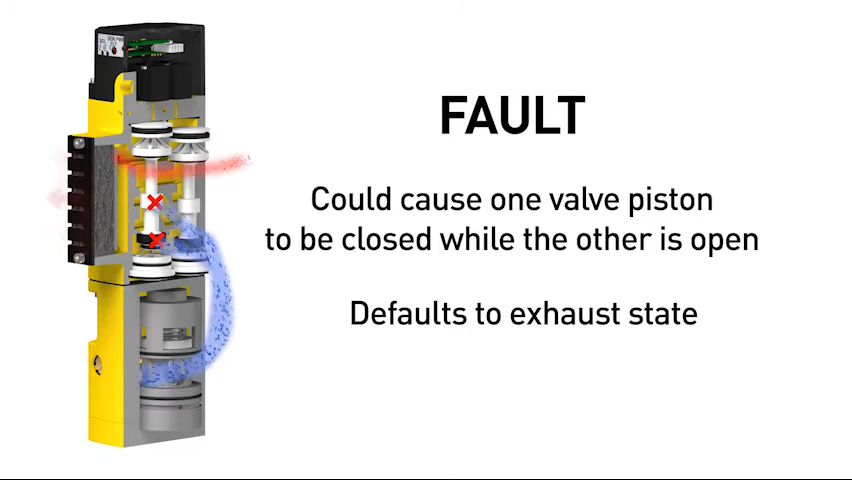 FAULT
Could cause one valve piston
to be closed while the other is open
Defaults to exhaust state